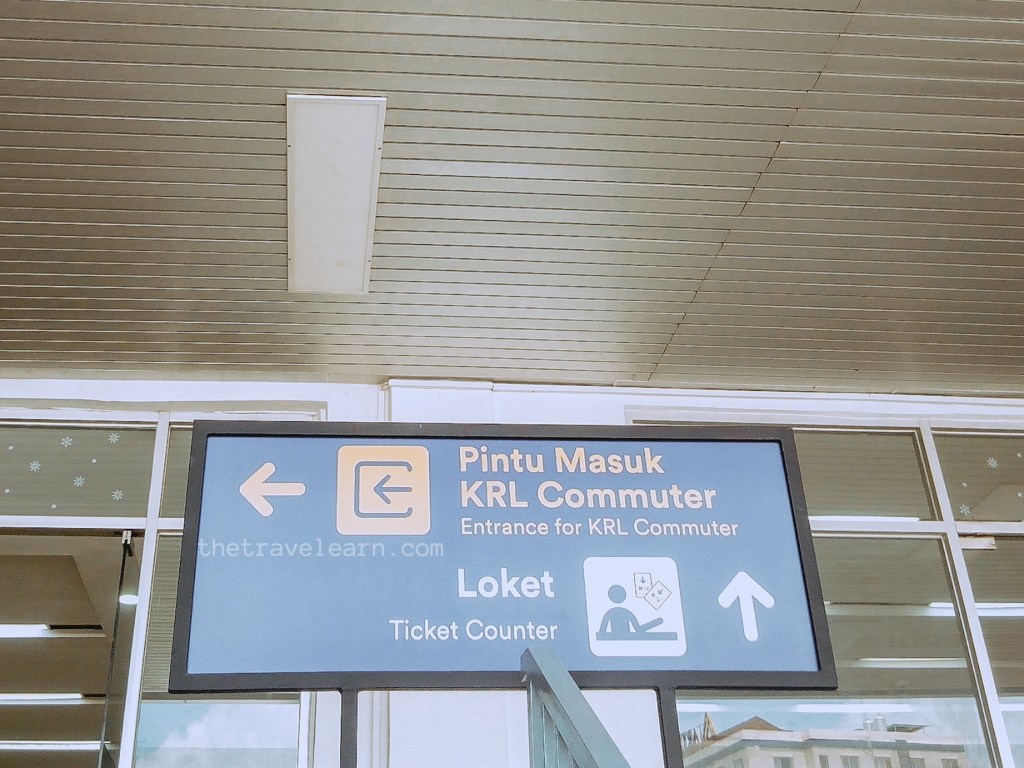 Pintu Masuk
KRL Commuter
Entrance for KRL Commuter
thetravelearn.com
Loket
Ticket Counter